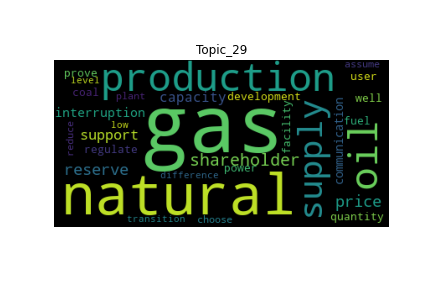 Topic_29
assume
prove
production
user
level
coal
plant
capacity
development
well
interruption
gas
facility
supply
communication
oil
low
support
fuel
reduce
regulate
shareholder
reserve
difference
power
natural
price
transition
choose
quantity